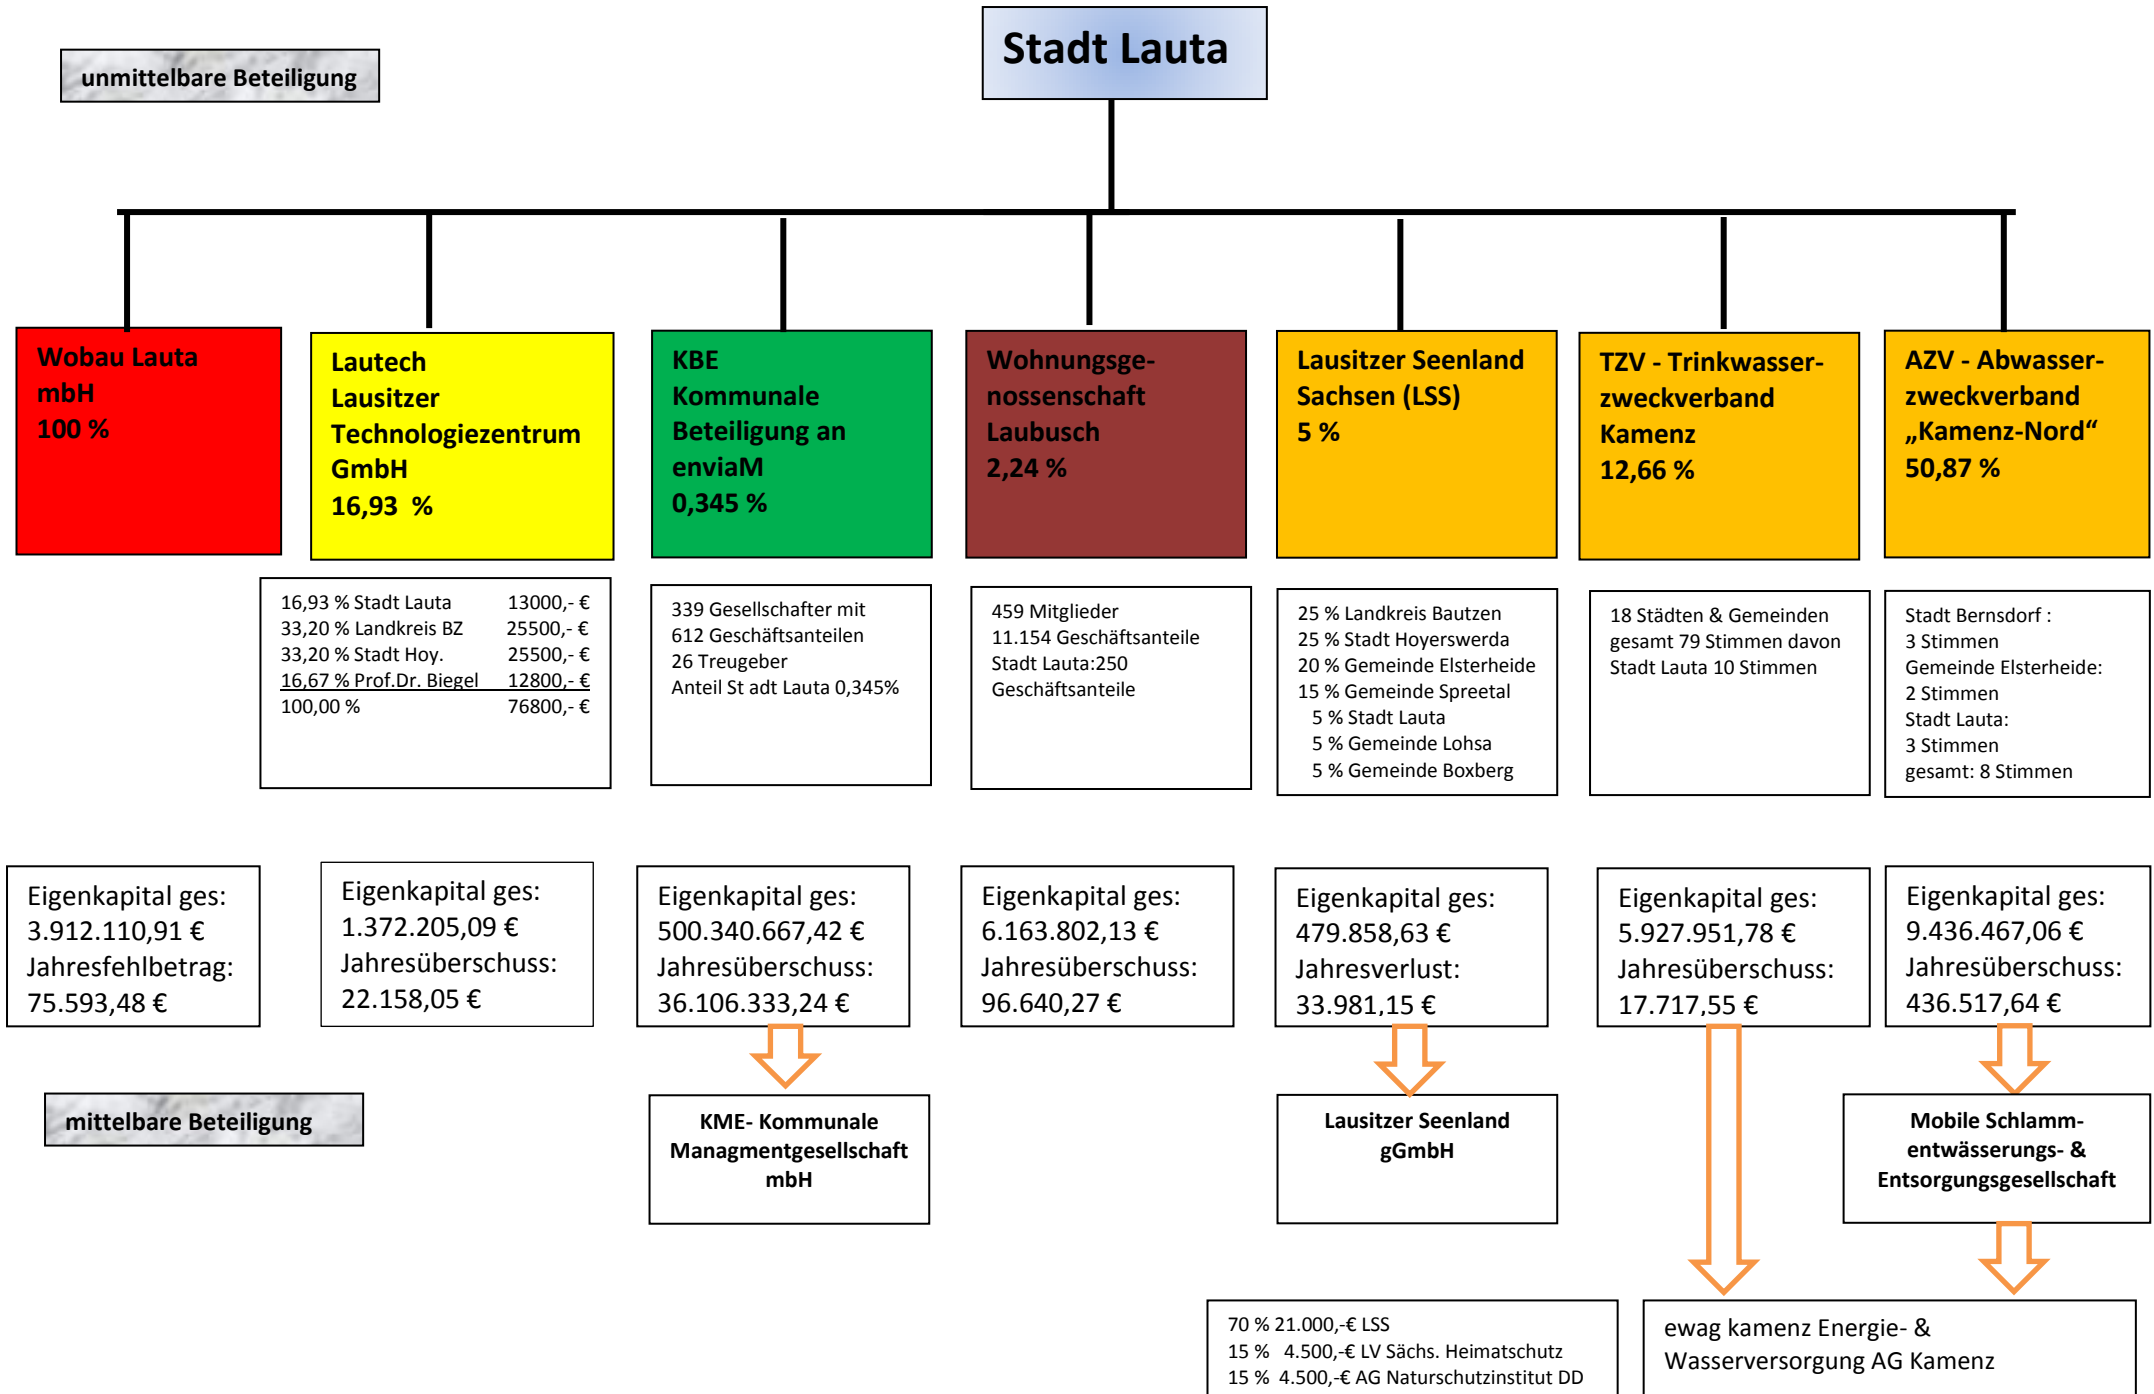 Stadt Lauta
unmittelbare Beteiligung
Wobau Lauta
mbH
100 %
Lautech
Lausitzer
Technologiezentrum
GmbH
16,93 %
KBE
Kommunale
Beteiligung an
enviaM
0,345 %
Wohnungsge-
nossenschaft
Laubusch
2,24 %
Lausitzer Seenland
Sachsen (LSS)
5 %
TZV - Trinkwasser-
zweckverband
Kamenz
12,66 %
AZV - Abwasser-
zweckverband
„Kamenz-Nord“
50,87 %
16,93 % Stadt Lauta 13000,- €
33,20 % Landkreis BZ 25500,- €
33,20 % Stadt Hoy. 25500,- €
16,67 % Prof.Dr. Biegel 12800,- €
100,00 % 76800,- €
339 Gesellschafter mit
612 Geschäftsanteilen
26 Treugeber
Anteil St adt Lauta 0,345%
459 Mitglieder
11.154 Geschäftsanteile
Stadt Lauta:250
Geschäftsanteile
25 % Landkreis Bautzen
25 % Stadt Hoyerswerda
20 % Gemeinde Elsterheide
15 % Gemeinde Spreetal
5 % Stadt Lauta
5 % Gemeinde Lohsa
5 % Gemeinde Boxberg
18 Städten & Gemeinden
gesamt 79 Stimmen davon
Stadt Lauta 10 Stimmen
Stadt Bernsdorf :
3 Stimmen
Gemeinde Elsterheide:
2 Stimmen
Stadt Lauta:
3 Stimmen
gesamt: 8 Stimmen
Eigenkapital ges:
3.912.110,91 €
Jahresfehlbetrag:
75.593,48 €
Eigenkapital ges:
1.372.205,09 €
Jahresüberschuss:
22.158,05 €
Eigenkapital ges:
500.340.667,42 €
Jahresüberschuss:
36.106.333,24 €
Eigenkapital ges:
6.163.802,13 €
Jahresüberschuss:
96.640,27 €
Eigenkapital ges:
479.858,63 €
Jahresverlust:
33.981,15 €
Eigenkapital ges:
5.927.951,78 €
Jahresüberschuss:
17.717,55 €
Eigenkapital ges:
9.436.467,06 €
Jahresüberschuss:
436.517,64 €
mittelbare Beteiligung
KME- Kommunale
Managmentgesellschaft
mbH
Lausitzer Seenland
gGmbH
Mobile Schlamm-
entwässerungs- &
Entsorgungsgesellschaft
70 % 21.000,-€ LSS
15 % 4.500,-€ LV Sächs. Heimatschutz
15 % 4.500,-€ AG Naturschutzinstitut DD
ewag kamenz Energie- &
Wasserversorgung AG Kamenz